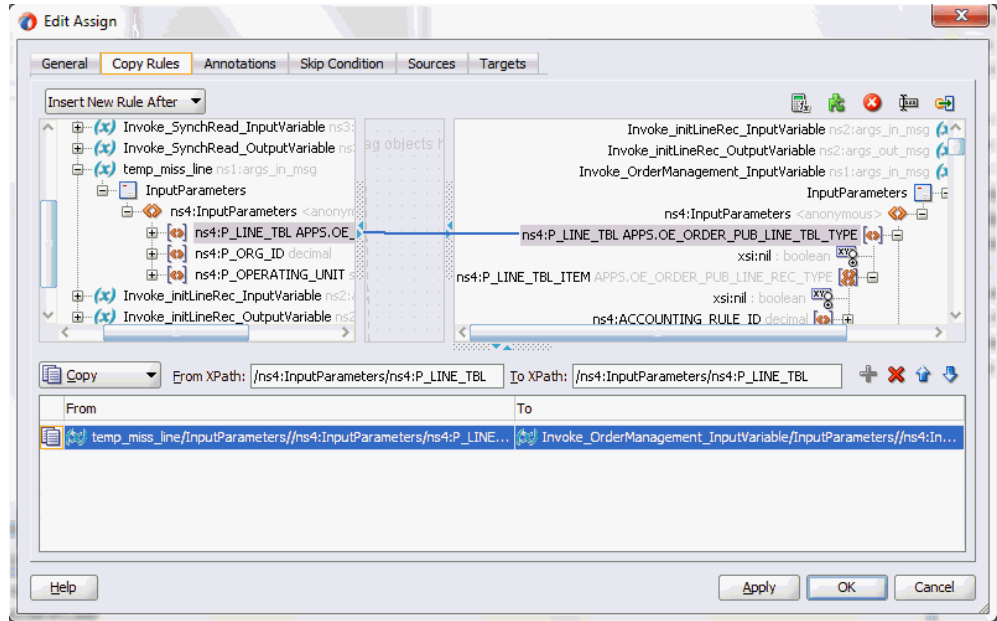 Edit Assign
General Copy Rules Annotations Skip Condition Sources Targets
Insert New Rule After
Invoke_SynchRead_InputVariable ns3:
Invoke_SynchRead_OutputVariable ns
temp_miss_line ns1:args_in_msg
InputParameters
ns4:InputParameters <anonym
ns4:P_LINE_TBL APPS.OE_
ns4:P_ORG_ID decimal
ns4:P_OPERATING_UNIT s
Invoke_initLineRec_InputVariable ns2:
Invoke_initLineRec_OutputVariable ns2
ag objects h
Invoke_initLineRec_InputVariable ns2:args_in_msg
Invoke_initLineRec_OutputVariable ns2:args_out_msg
Invoke_OrderManagement_InputVariable ns1:args_in_msg
InputParameters
ns4:InputParameters <anonymous>
ns4:P_LINE_TBL APPS.OE_ORDER_PUB_LINE_TBL_TYPE
xsi:nil : boolean
ns4:P_LINE_TBL_ITEM APPS.OE_ORDER_PUB_LINE_REC_TYPE
xsi:nil : boolean
ns4:ACCOUNTING_RULE_ID decimal
Copy From XPath: /ns4:InputParameters/ns4:P_LINE_TBL To XPath: /ns4:InputParameters/ns4:P_LINE_TBL
From To
temp_miss_line/InputParameters//ns4:InputParameters/ns4:P_LINE... Invoke_OrderManagement_InputVariable/InputParameters//ns4:In...
Help Apply OK Cancel